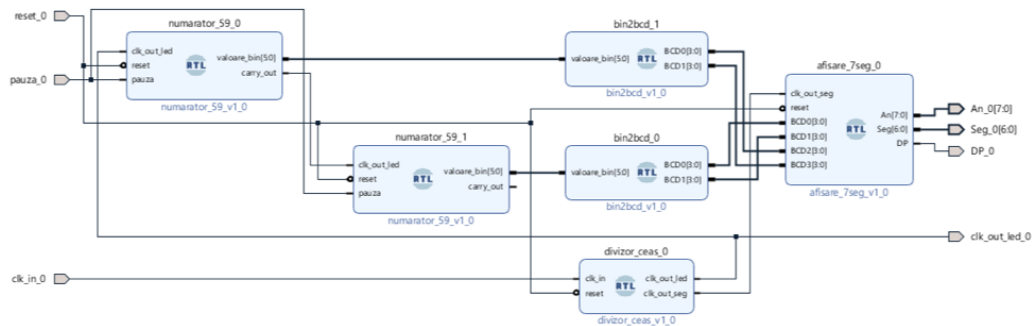 reset_0
pauza_0
clk_in_0
numarator_59_0
clk_out_led
reset
pauza
RTL
valoare_bin[5:0]
carry_out
numarator_59_v1_0
numarator_59_1
clk_out_led
reset
pauza
RTL
valoare_bin[5:0]
carry_out
numarator_59_v1_0
bin2bcd_1
valoare_bin[5:0]
RTL
BCD0[3:0]
BCD1[3:0]
bin2bcd_v1_0
bin2bcd_0
valoare_bin[5:0]
RTL
BCD0[3:0]
BCD1[3:0]
bin2bcd_v1_0
divizor_ceas_0
clk_in
reset
RTL
clk_out_led
clk_out_seg
divizor_ceas_v1_0
afisare_7seg_0
clk_out_seg
reset
BCD0[3:0]
BCD1[3:0]
BCD2[3:0]
BCD3[3:0]
RTL
An[7:0]
Seg[6:0]
DP
afisare_7seg_v1_0
An_0[7:0]
Seg_0[6:0]
DP_0
clk_out_led_0